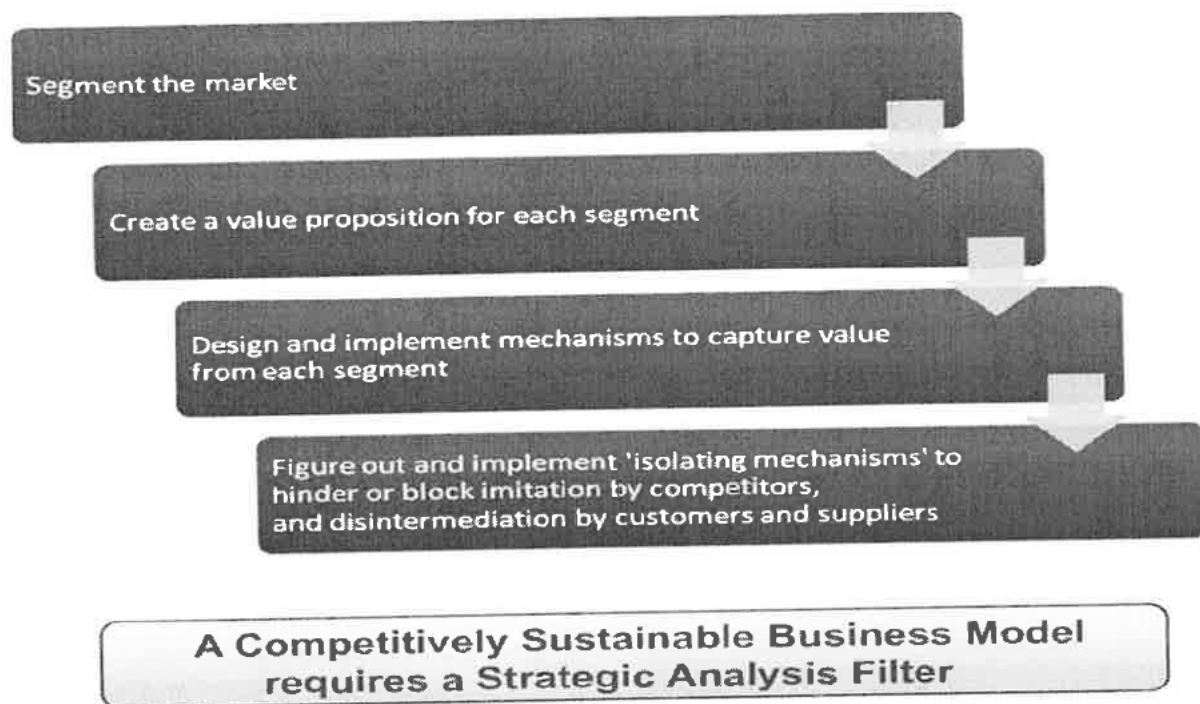 Segment the market
Create a value proposition for each segment
Design and implement mechanisms to capture value
from each segment
Figure out and implement 'isolating mechanisms' to
hinder or block imitation by competitors,
and disintermediation by customers and suppliers
A Competitively Sustainable Business Model
requires a Strategic Analysis Filter